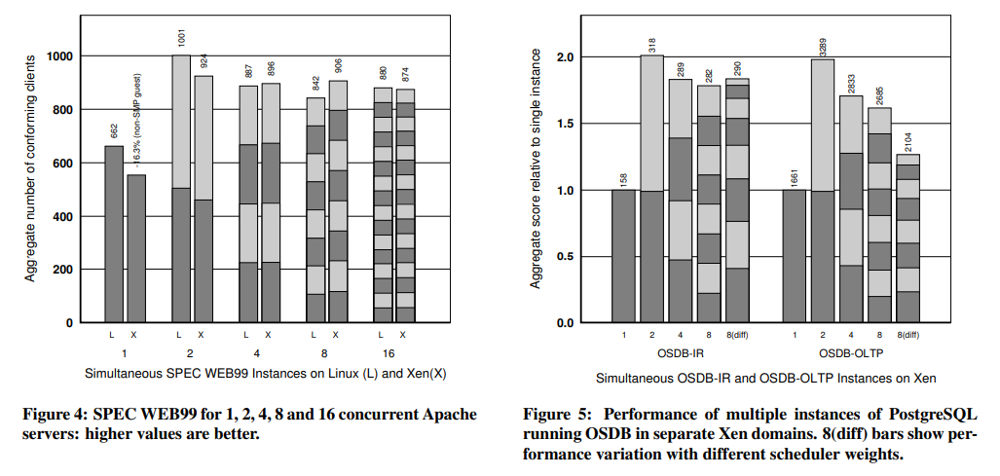 Aggregate number of conforming clients
1000
800
600
400
200
0
662
-16.3% (non-SMP guest)
1001
924
887
896
842
906
880
874
L X L X L X L X L X
1 2 4 8 16
Simultaneous SPEC WEB99 Instances on Linux (L) and Xen(X)
Figure 4: SPEC WEB99 for 1, 2, 4, 8 and 16 concurrent Apache
servers: higher values are better.
Aggregate score relative to single instance
2.0
1.5
1.0
0.5
0.0
158
318
289
282
290
1661
3289
2833
2685
2104
1 2 4 8 8(diff) 1 2 4 8 8(diff)
OSDB-IR OSDB-OLTP
Simultaneous OSDB-IR and OSDB-OLTP Instances on Xen
Figure 5: Performance of multiple instances of PostgreSQL
running OSDB in separate Xen domains. 8(diff) bars show per-
formance variation with different scheduler weights.